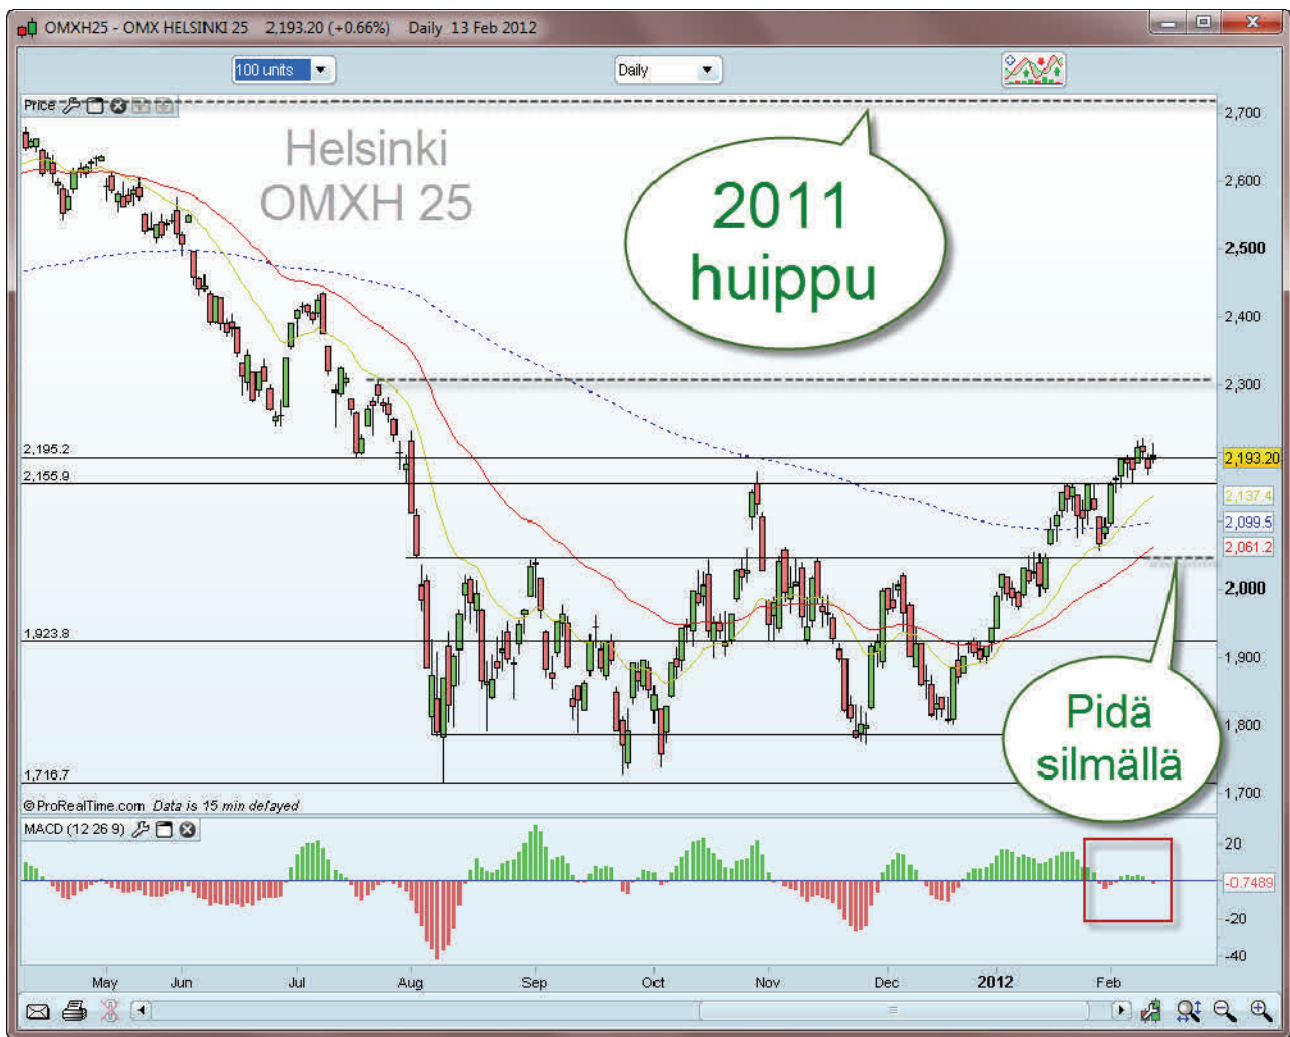 OMXH25 - OMX HELSINKI 25 2,193.20 (+0.66%) Daily 13 Feb 2012
100 units
Daily
Price
Helsinki
OMXH 25
2011
huippu
2,700
2,600
2,500
2,400
2,300
2,195.2
2,193.20
2,155.9
2,137.4
2,099.5
2,061.2
2,000
1,923.8
1,900
Pidä
silmällä
1,800
1,716.7
1,700
©ProRealTime.com Data is 15 min delayed
MACD (12 26 9)
20
-0.7489
-20
-40
May Jun Jul Aug Sep Oct Nov Dec 2012 Feb